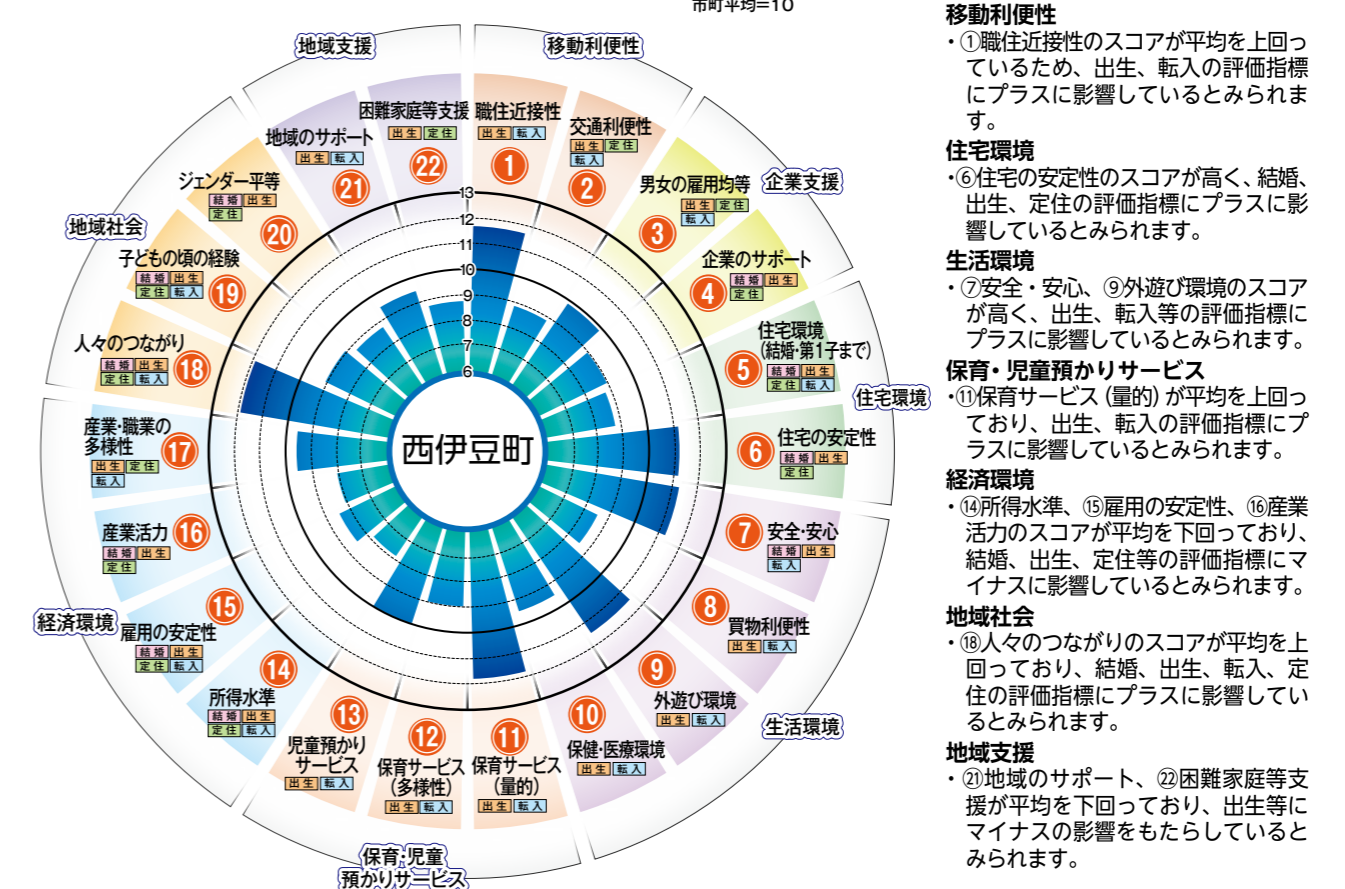 市町平均=10
地域支援
移動利便性
企業支援
住宅環境
生活環境
保育・児童
預かりサービス
経済環境
地域社会
職住近接性
出生 転入
1
交通利便性
出生 定住
転入
2
男女の雇用均等
出生 定住
転入
3
企業のサポート
結婚 出生
定住
4
住宅環境
(結婚・第1子まで)
結婚 出生
定住 転入
5
住宅の安定性
結婚 出生
定住
6
安全・安心
結婚 出生
転入
7
買物利便性
出生 転入
8
外遊び環境
出生 転入
9
保健・医療環境
出生 転入
10
保育サービス
(量的)
出生 転入
11
保育サービス
(多様性)
出生 転入
12
児童預かり
サービス
出生 転入
13
所得水準
結婚 出生
定住 転入
14
雇用の安定性
結婚 出生
定住 転入
15
産業活力
結婚 出生
定住
16
産業・職業の
多様性
出生 定住
転入
17
人々のつながり
結婚 出生
定住 転入
18
子どもの頃の経験
結婚 出生
定住 転入
19
ジェンダー平等
結婚 出生
定住
20
地域のサポート
出生 転入
21
困難家庭等支援
出生 定住
22
13
12
11
10
9
8
7
6
西伊豆町
移動利便性
・①職住近接性のスコアが平均を上回っ
ているため、出生、転入の評価指標
にプラスに影響しているとみられま
す。
住宅環境
・⑥住宅の安定性のスコアが高く、結婚、
出生、定住の評価指標にプラスに影
響しているとみられます。
生活環境
・⑦安全・安心、⑨外遊び環境のスコア
が高く、出生、転入等の評価指標に
プラスに影響しているとみられます。
保育・児童預かりサービス
・⑪保育サービス(量的)が平均を上回っ
ており、出生、転入の評価指標にプ
ラスに影響しているとみられます。
経済環境
・⑭所得水準、⑮雇用の安定性、⑯産業
活力のスコアが平均を下回っており、
結婚、出生、定住等の評価指標にマ
イナスに影響しているとみられます。
地域社会
・⑱人々のつながりのスコアが平均を上
回っており、結婚、出生、転入、定
住の評価指標にプラスに影響してい
るとみられます。
地域支援
・㉑地域のサポート、㉒困難家庭等支
援が平均を下回っており、出生等に
マイナスの影響をもたらしていると
みられます。